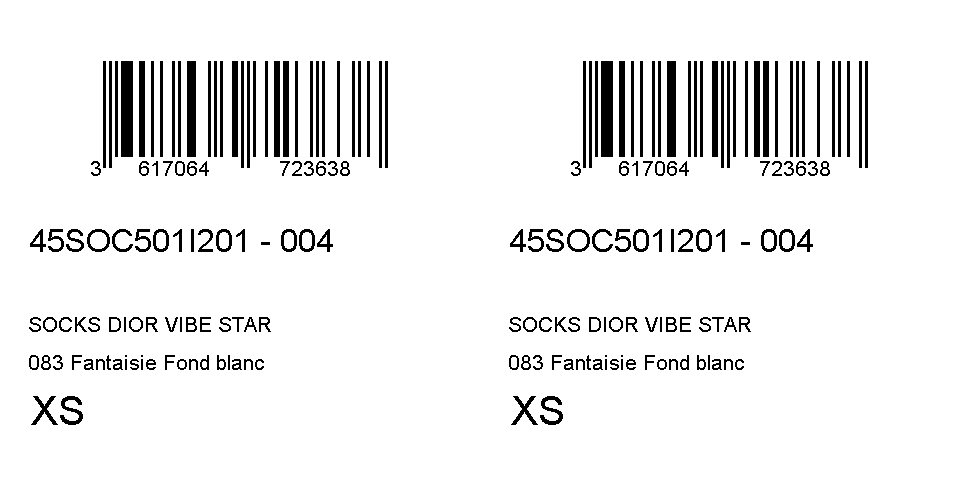 3 617064 723638
45SOC501I201 - 004
SOCKS DIOR VIBE STAR
083 Fantaisie Fond blanc
XS
3 617064 723638
45SOC501I201 - 004
SOCKS DIOR VIBE STAR
083 Fantaisie Fond blanc
XS